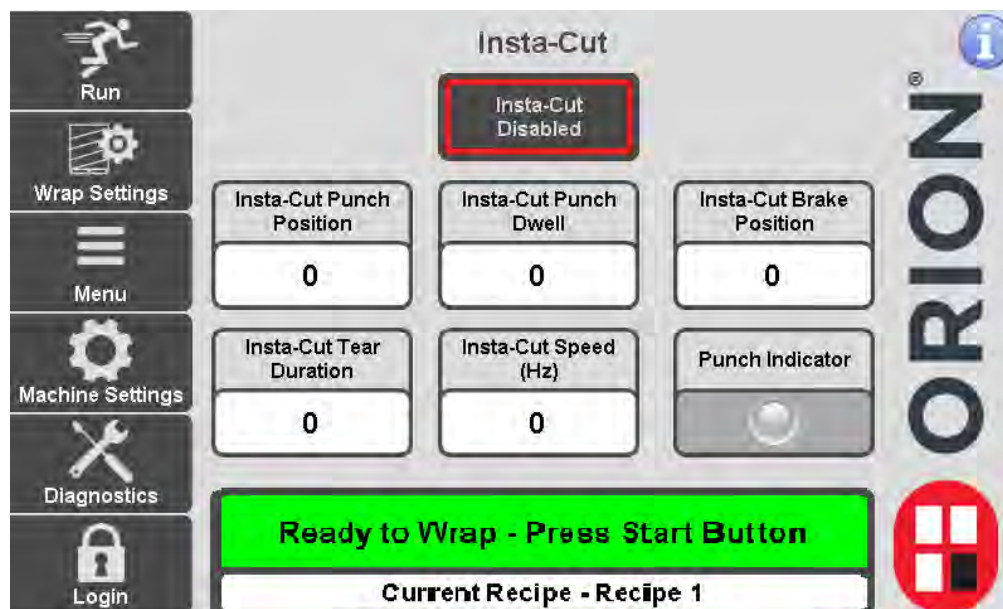 Run
Wrap Settings
Menu
Machine Settings
Diagnostics
Login
Insta-Cut
Insta-Cut
Disabled
Insta-Cut Punch
Position
0
Insta-Cut Punch
Dwell
0
Insta-Cut Brake
Position
0
Insta-Cut Tear
Duration
0
Insta-Cut Speed
(Hz)
0
Punch Indicator
Ready to Wrap - Press Start Button
Current Recipe - Recipe 1
i
ORION®